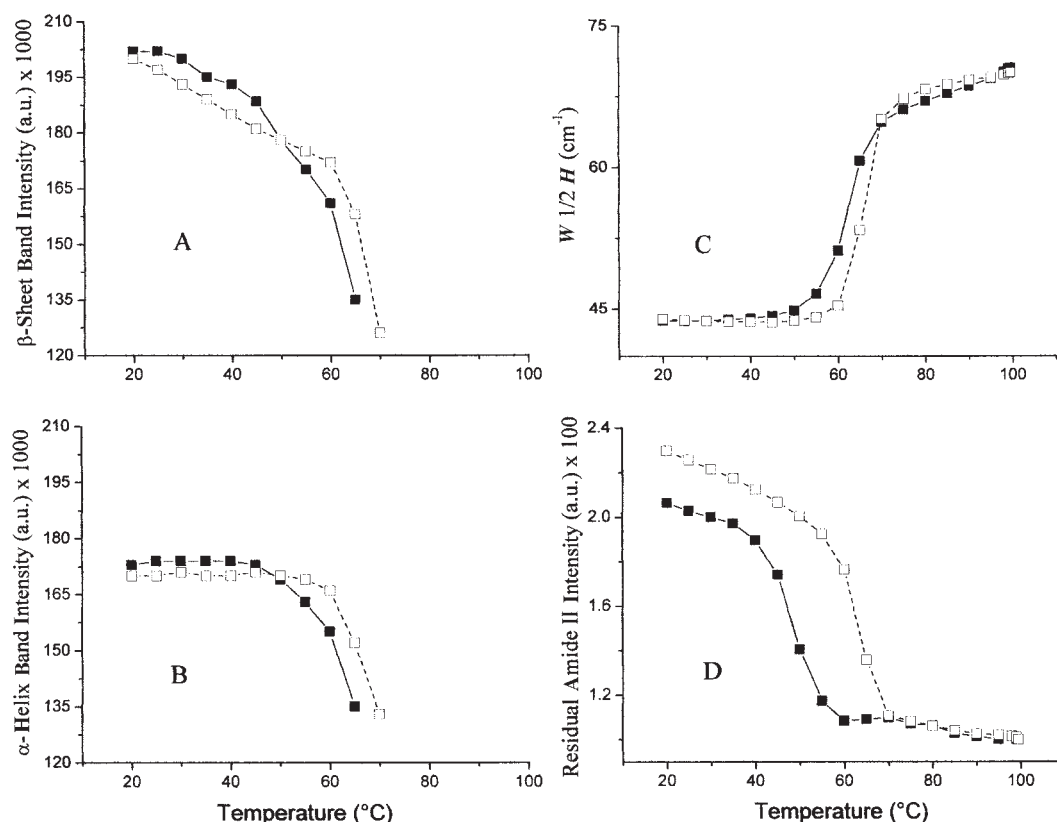 β-Sheet Band Intensity (a.u.) x 1000
210
195
180
165
150
135
120
A
20 40 60 80 100
W 1/2 H (cm⁻¹)
75
60
45
C
20 40 60 80 100
α-Helix Band Intensity (a.u.) x 1000
210
195
180
165
150
135
120
B
20 40 60 80 100
Temperature (°C)
Residual Amide II Intensity (a.u.) x 100
2.4
2.0
1.6
1.2
D
20 40 60 80 100
Temperature (°C)